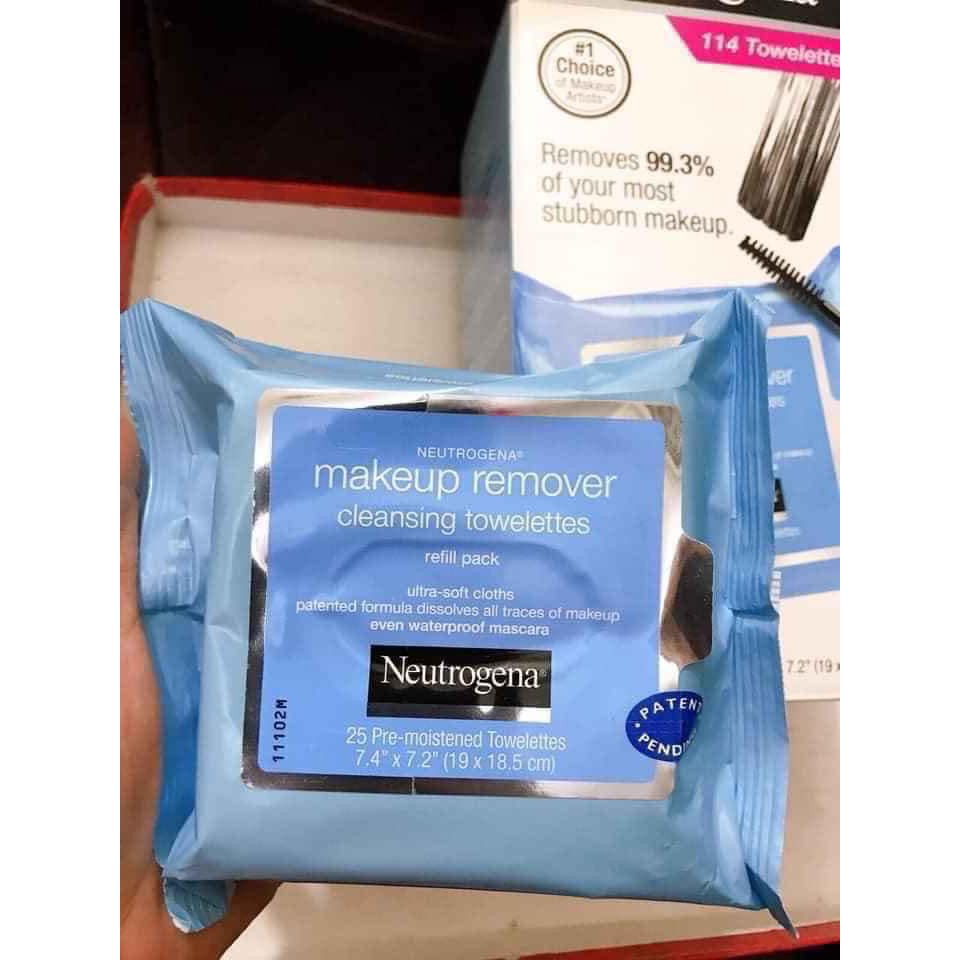 #1
Choice
of Makeup
Artists
114 Towelette
Removes 99.3%
of your most
stubborn makeup.
NEUTROGENA®
makeup remover
cleansing towelettes
refill pack
ultra-soft cloths
patented formula dissolves all traces of makeup
even waterproof mascara
Neutrogena®
25 Pre-moistened Towelettes
7.4" x 7.2" (19 x 18.5 cm)
11102M
PATENT
PENDI
7.2" (19 x